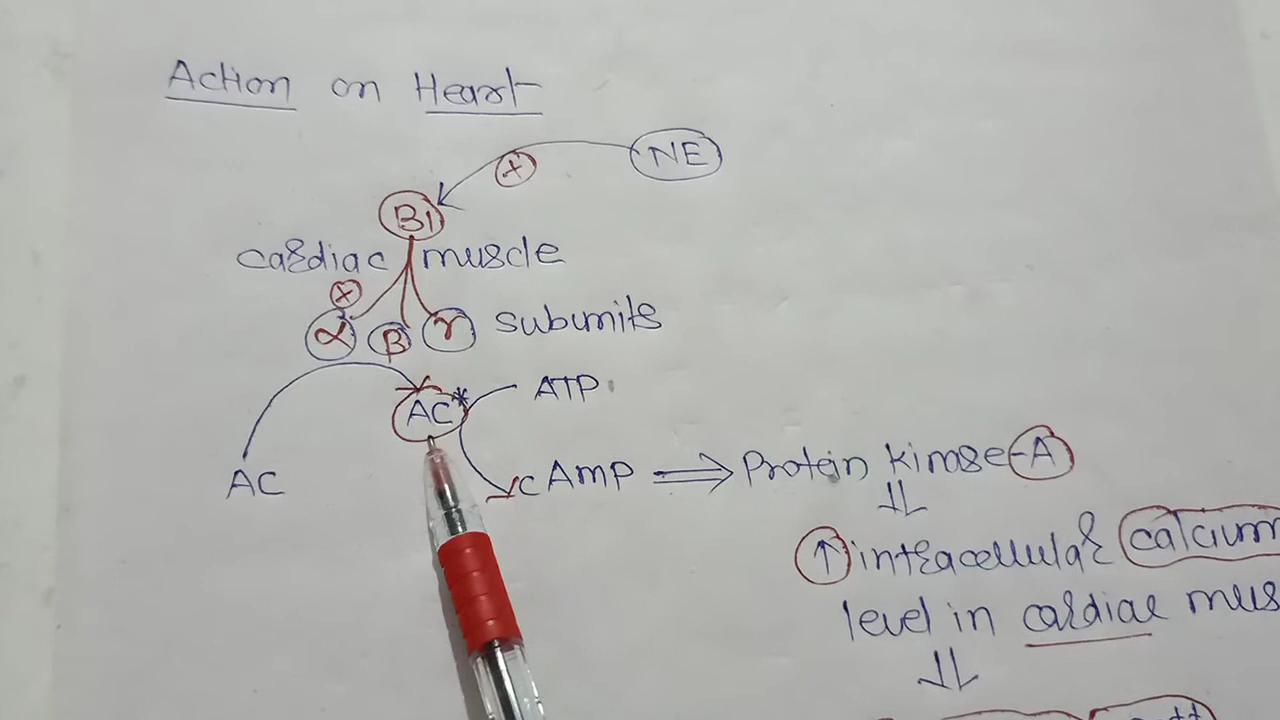 Action on Heart
NE
+
B1
cardiac muscle
+
α B γ subunits
AC* ATP
AC
cAmp ⇒ Protein kinase-A
↑ intracellular calcium
level in cardiac